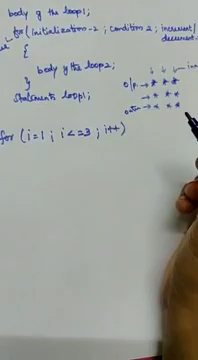 body of the loop1;
for (Initialization-2; Condition 2; increment/
decrement
{
body of the loop2;
}
statements loop1;
O/P → * * *
→ * * *
outer → * * *
for (i=1 ; i<=3 ; i++)